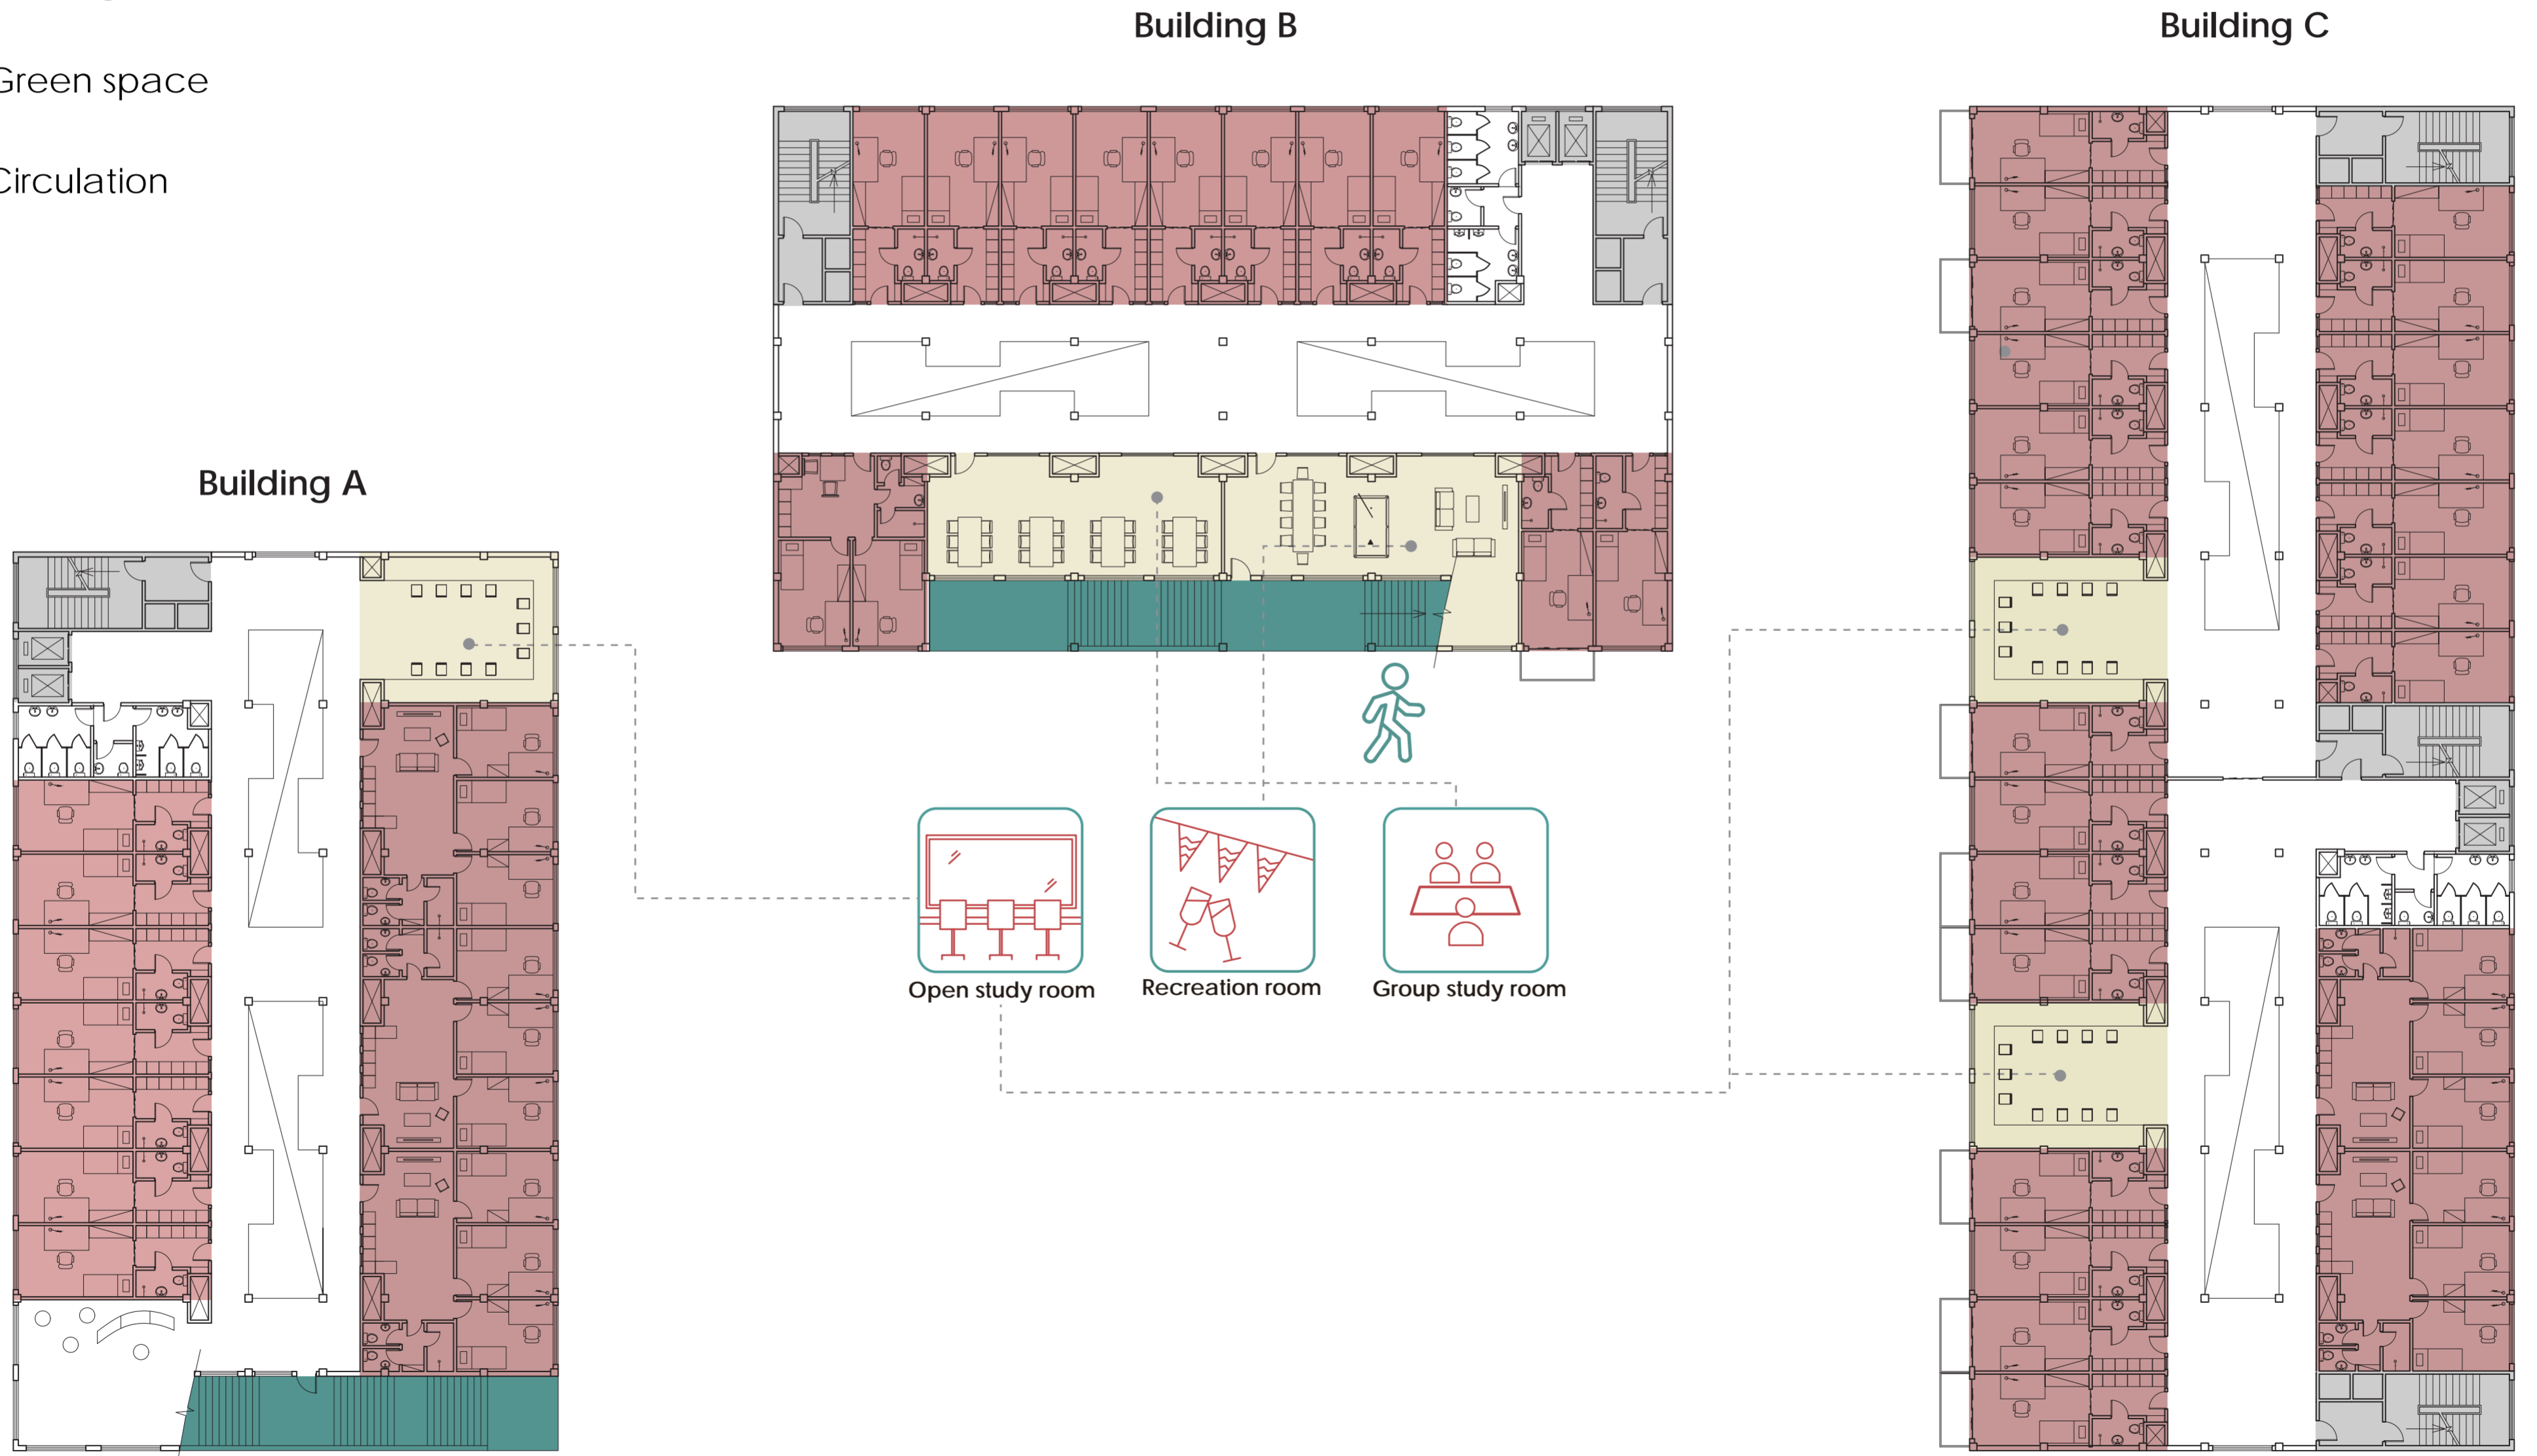 Building B
Building C
Green space
Circulation
Building A
Open study room
Recreation room
Group study room